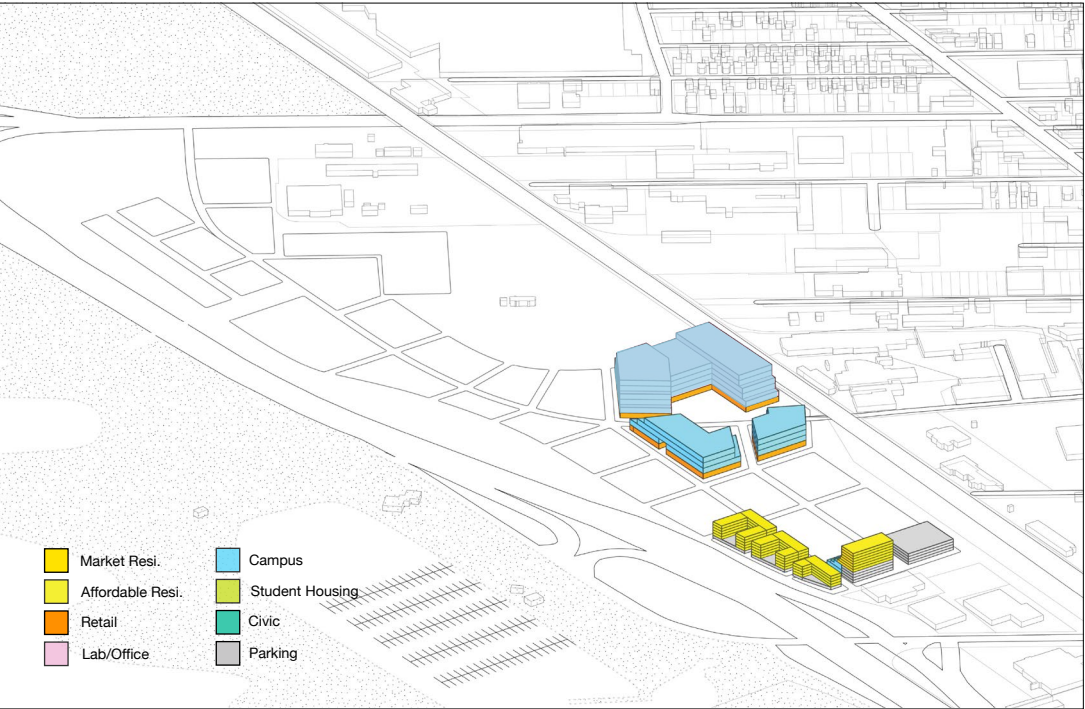 Market Resi.
Affordable Resi.
Retail
Lab/Office
Campus
Student Housing
Civic
Parking